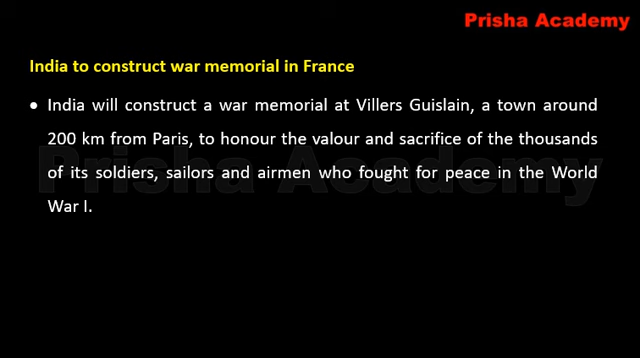 Prisha Academy
India to construct war memorial in France
• India will construct a war memorial at Villers Guislain, a town around
200 km from Paris, to honour the valour and sacrifice of the thousands
Prisha Academy
of its soldiers, sailors and airmen who fought for peace in the World
War I.